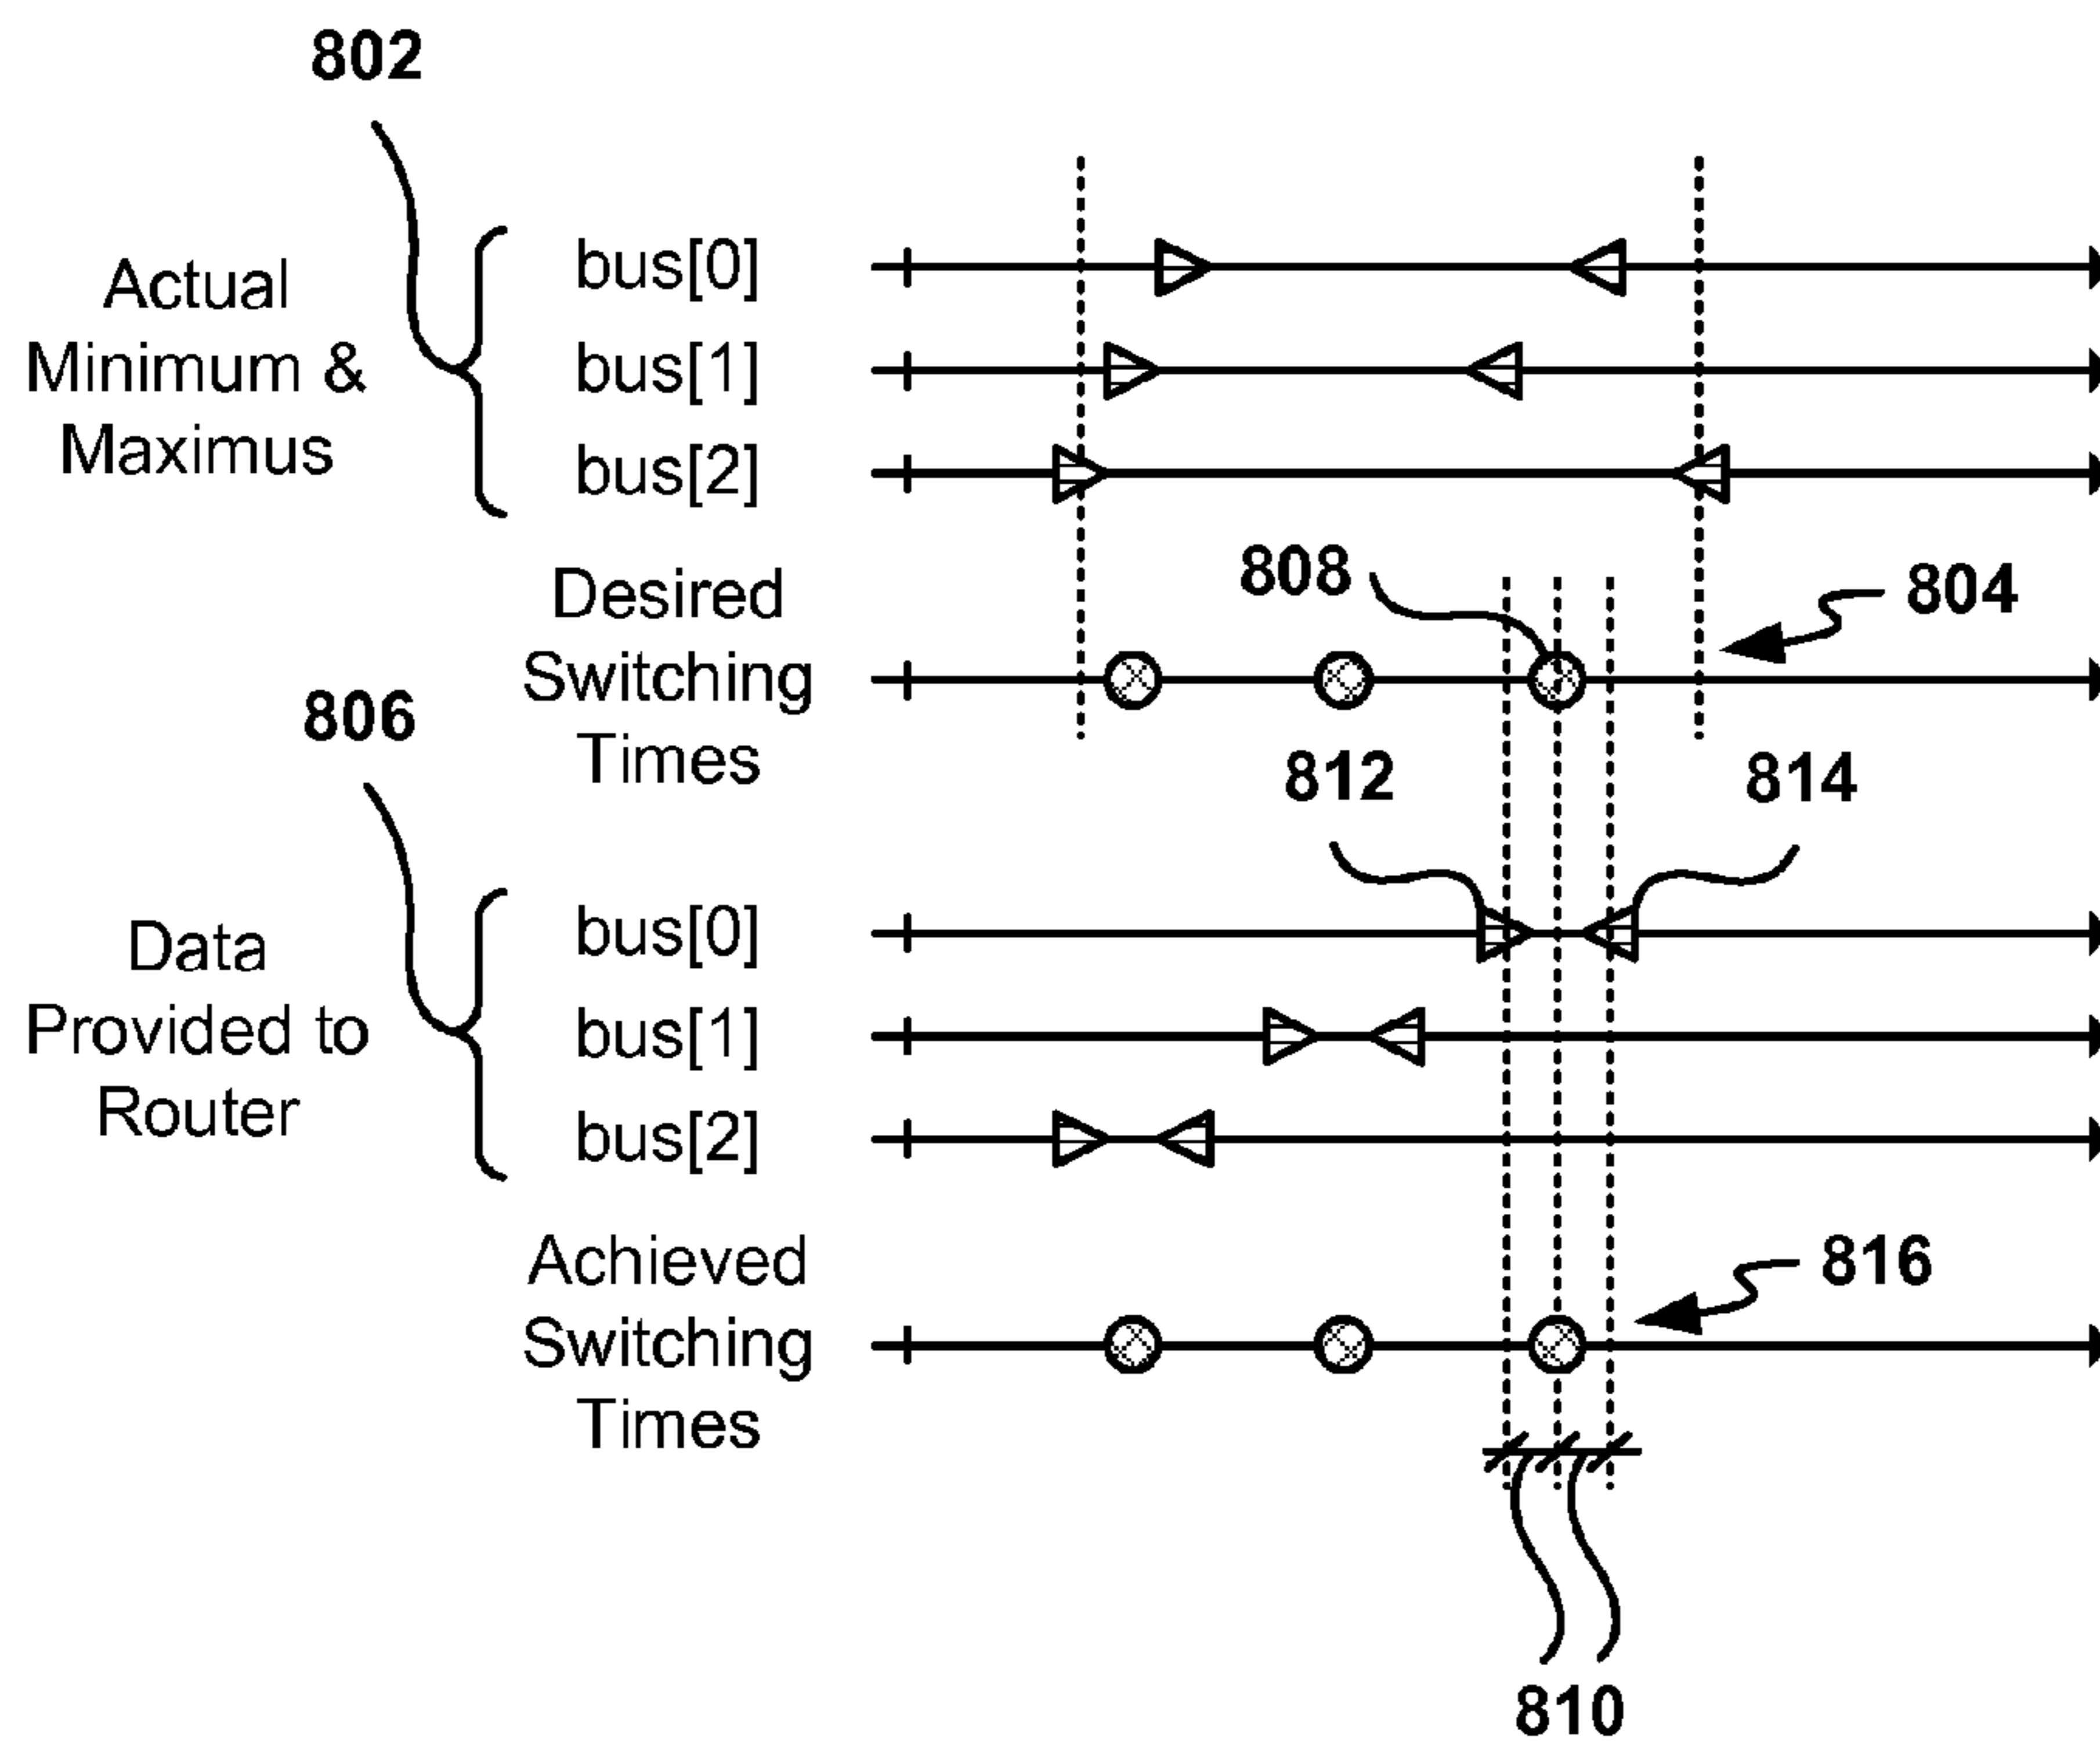 802
Actual
Minimum &
Maximus
bus[0]
bus[1]
bus[2]
Desired
Switching
Times
808
804
806
812
814
Data
Provided to
Router
bus[0]
bus[1]
bus[2]
Achieved
Switching
Times
816
810